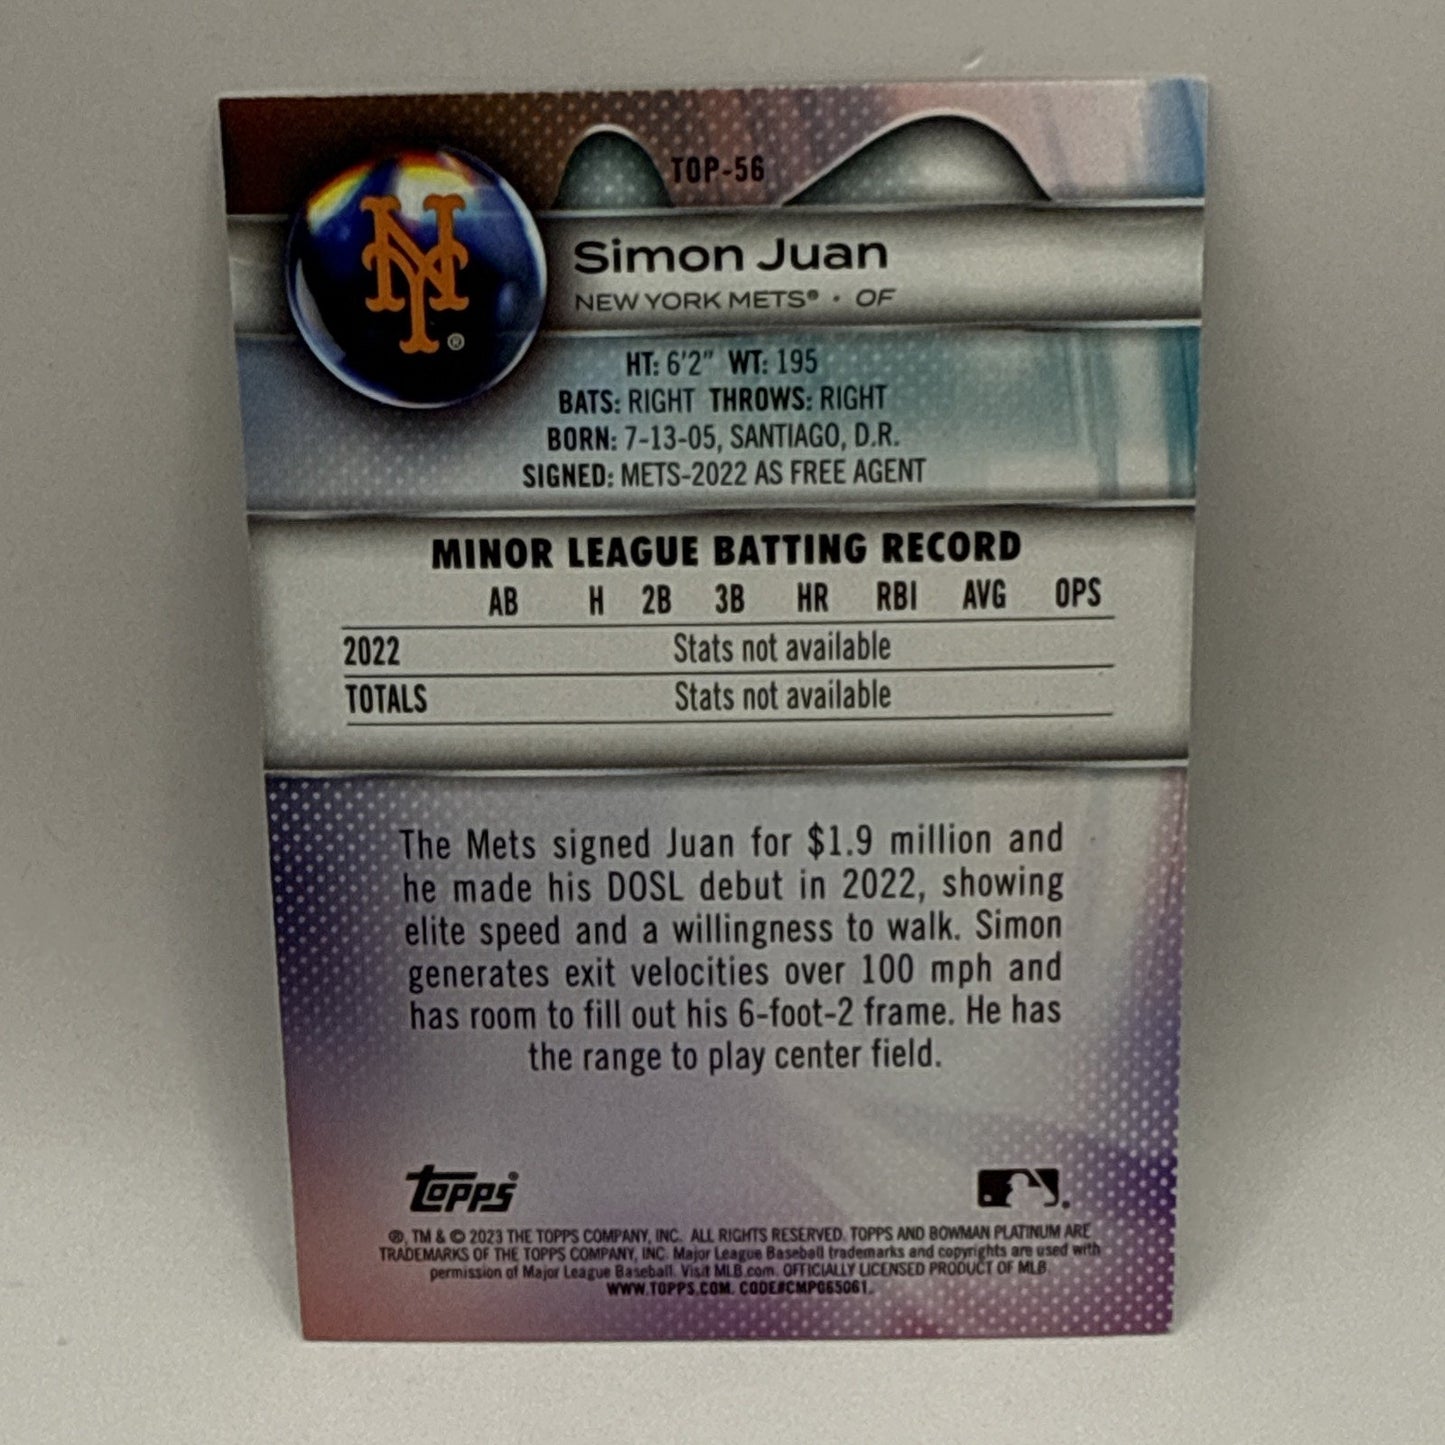 TOP-56
NY®
Simon Juan
NEW YORK METS® • OF
HT: 6'2" WT: 195
BATS: RIGHT THROWS: RIGHT
BORN: 7-13-05, SANTIAGO, D.R.
SIGNED: METS-2022 AS FREE AGENT
MINOR LEAGUE BATTING RECORD
AB H 2B 3B HR RBI AVG OPS
2022 Stats not available
TOTALS Stats not available
The Mets signed Juan for $1.9 million and
he made his DOSL debut in 2022, showing
elite speed and a willingness to walk. Simon
generates exit velocities over 100 mph and
has room to fill out his 6-foot-2 frame. He has
the range to play center field.
topps®
®, TM & © 2023 THE TOPPS COMPANY, INC. ALL RIGHTS RESERVED. TOPPS AND BOWMAN PLATINUM ARE
TRADEMARKS OF THE TOPPS COMPANY, INC. Major League Baseball trademarks and copyrights are used with
permission of Major League Baseball. Visit MLB.com. OFFICIALLY LICENSED PRODUCT OF MLB.
WWW.TOPPS.COM. CODE#CMP065061.